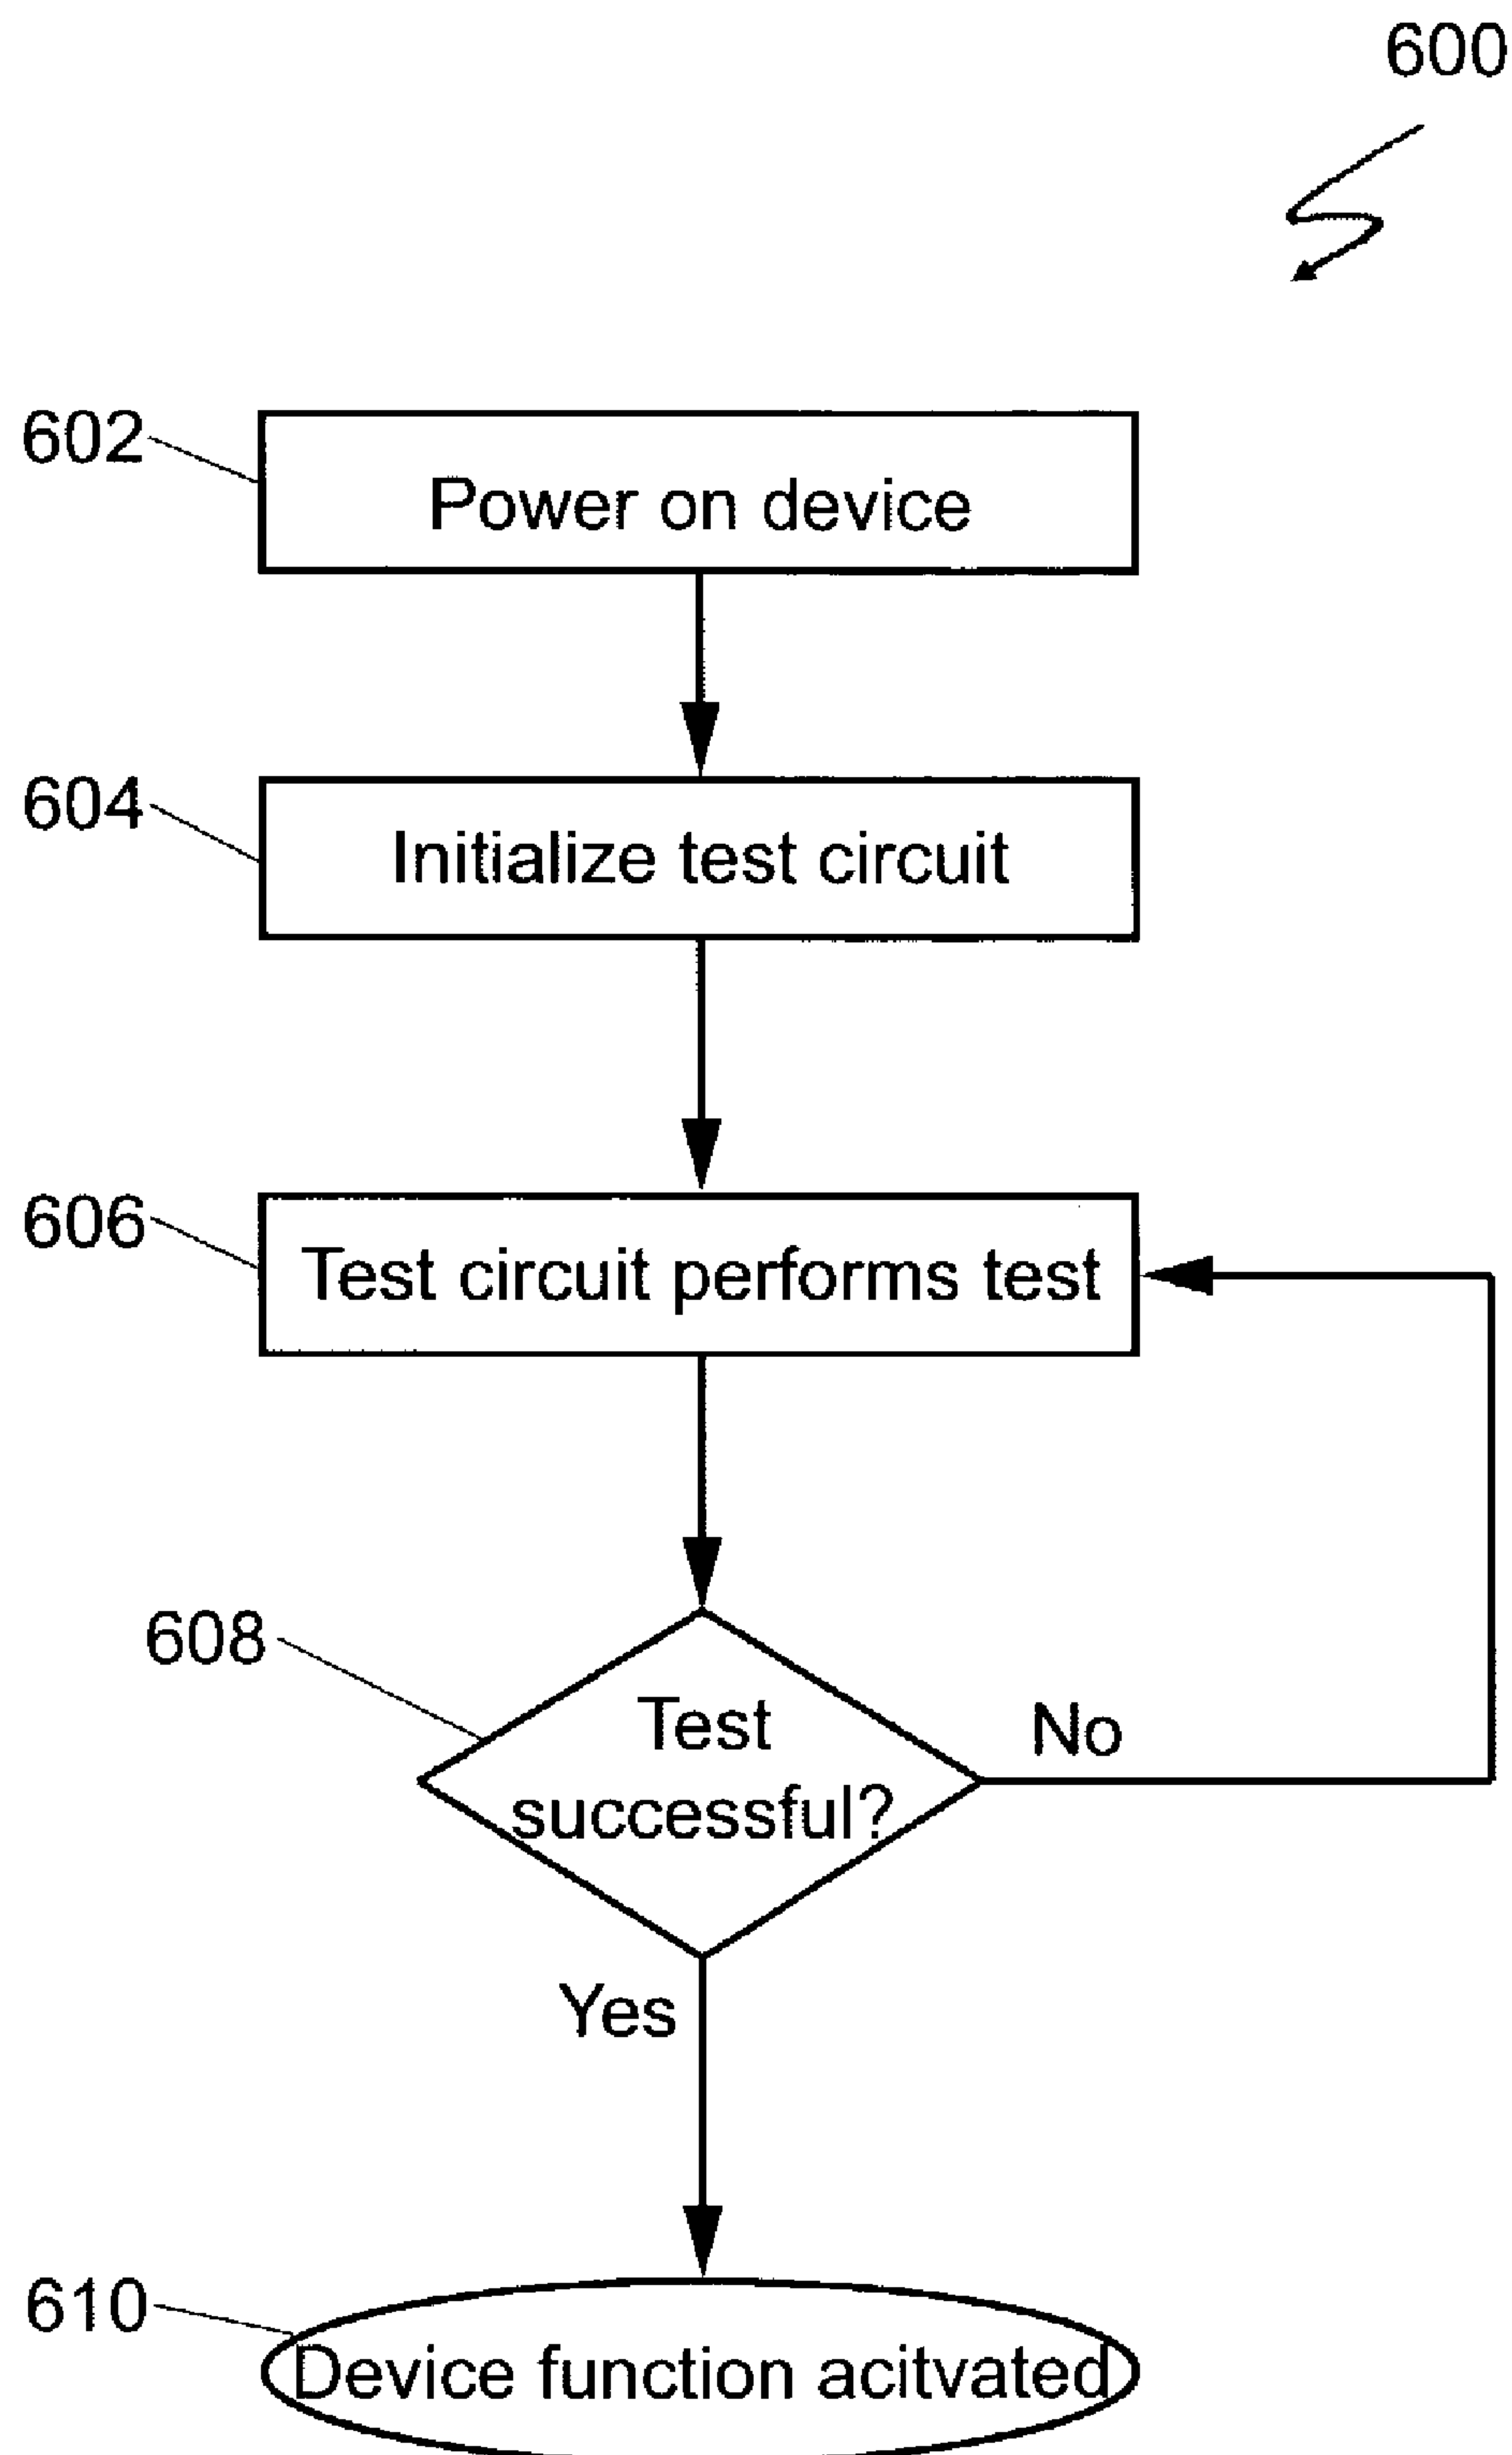 600
602
Power on device
604
Initialize test circuit
606
Test circuit performs test
608
Test
successful?
No
Yes
610
Device function acitvated